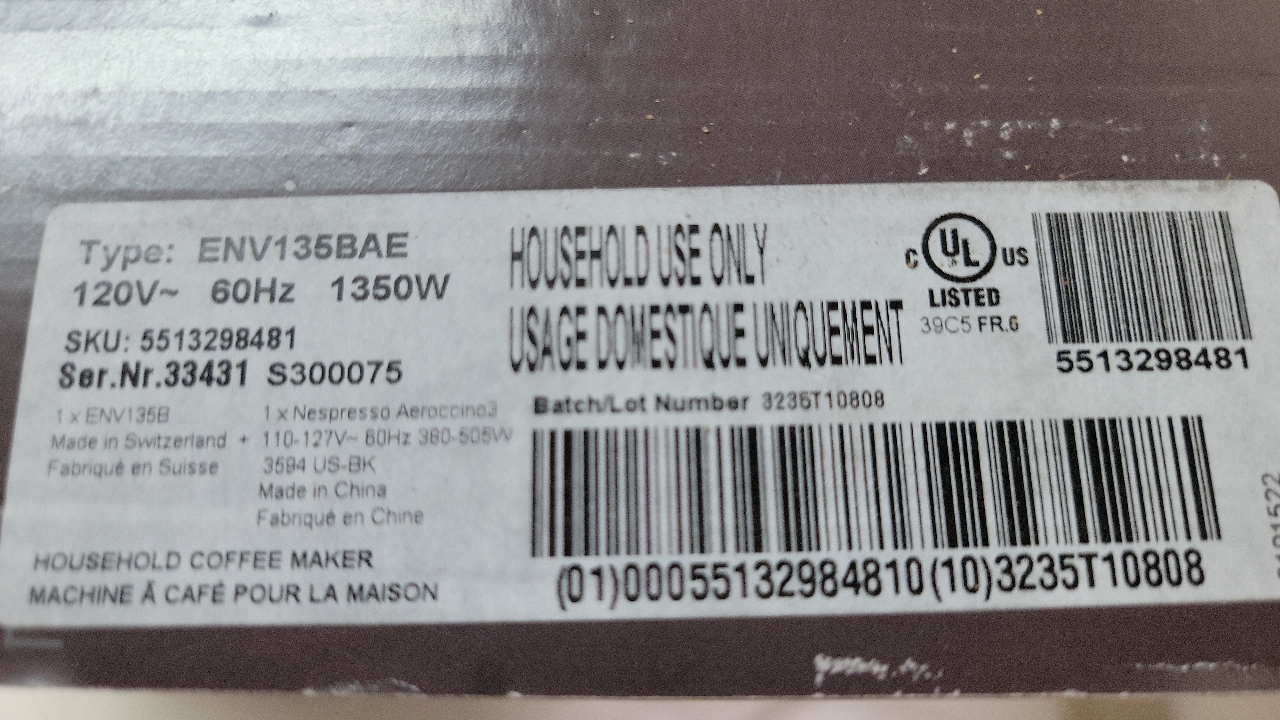 Type: ENV135BAE
120V~ 60Hz 1350W
SKU: 5513298481
Ser.Nr.33431 S300075
1 x ENV135B
Made in Switzerland +
Fabriqué en Suisse
1 x Nespresso Aeroccino3
110-127V~ 60Hz 380-505W
3594 US-BK
Made in China
Fabriqué en Chine
HOUSEHOLD COFFEE MAKER
MACHINE À CAFÉ POUR LA MAISON
HOUSEHOLD USE ONLY
USAGE DOMESTIQUE UNIQUEMENT
C UL US
LISTED
39C5 FR.6
5513298481
Batch/Lot Number 3235T10808
(01)00055132984810(10)3235T10808